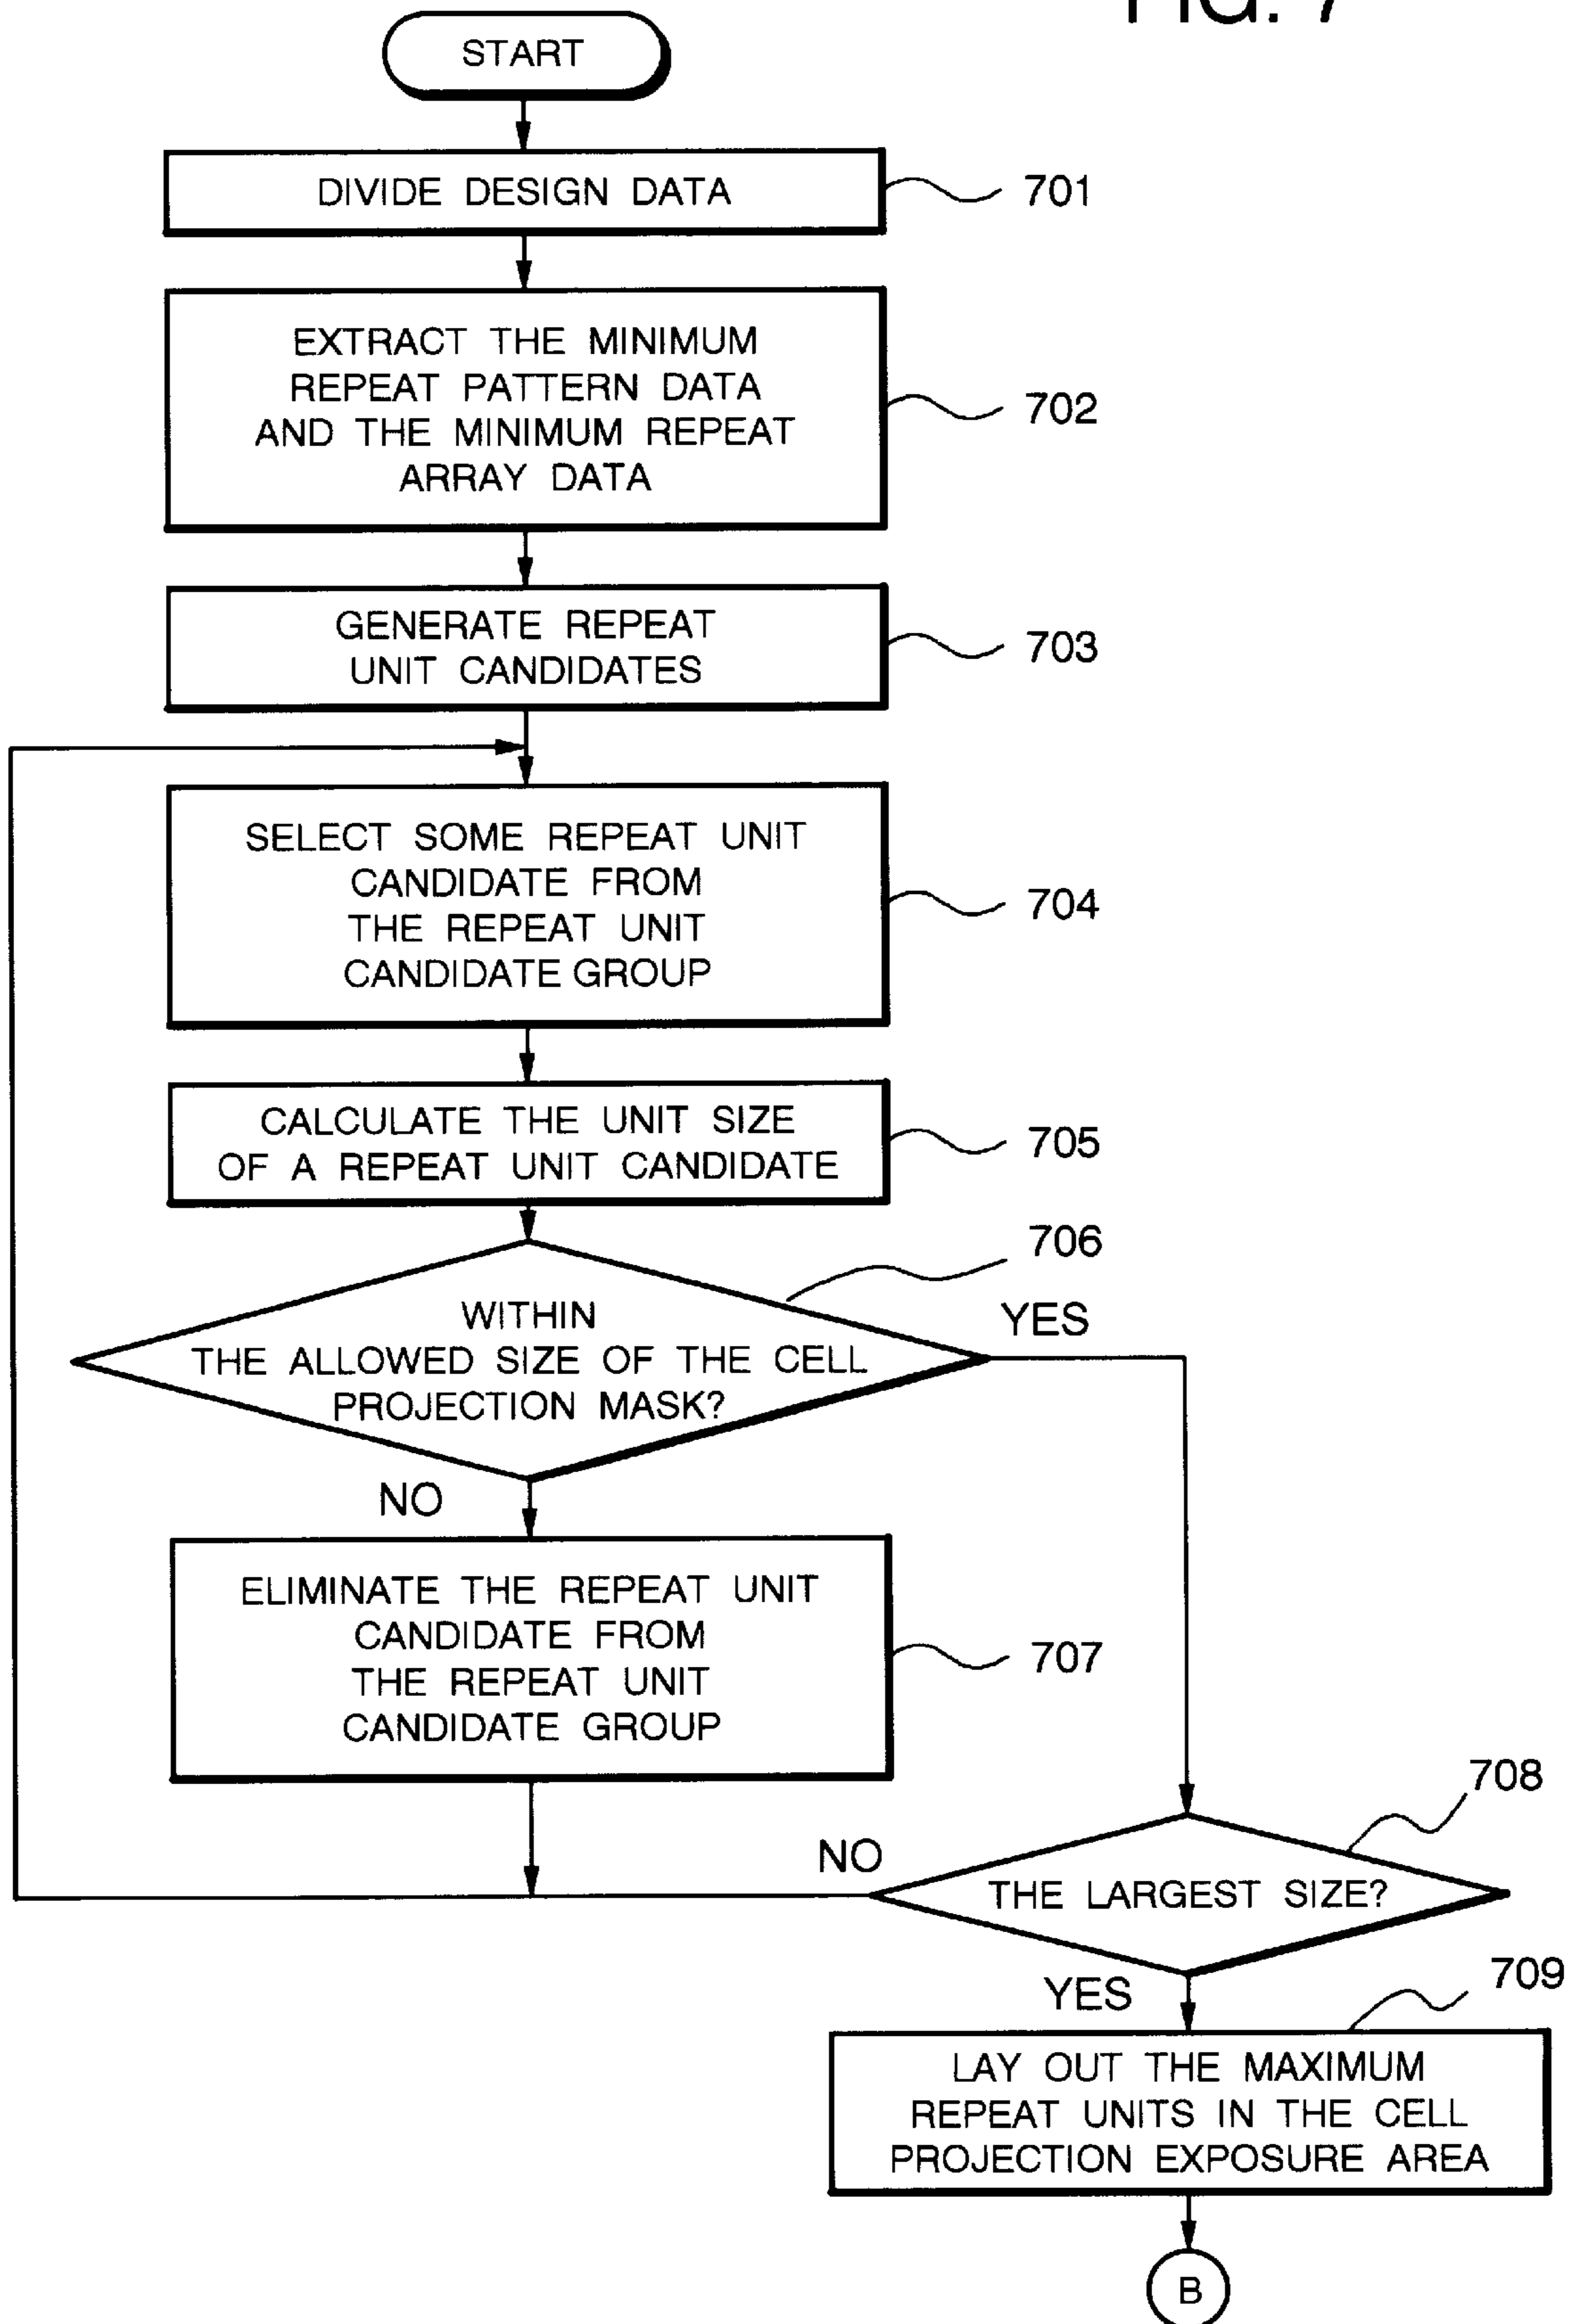 FIG. 7
START
DIVIDE DESIGN DATA
701
EXTRACT THE MINIMUM
REPEAT PATTERN DATA
AND THE MINIMUM REPEAT
ARRAY DATA
702
GENERATE REPEAT
UNIT CANDIDATES
703
SELECT SOME REPEAT UNIT
CANDIDATE FROM
THE REPEAT UNIT
CANDIDATE GROUP
704
CALCULATE THE UNIT SIZE
OF A REPEAT UNIT CANDIDATE
705
706
WITHIN
THE ALLOWED SIZE OF THE CELL
PROJECTION MASK?
YES
NO
ELIMINATE THE REPEAT UNIT
CANDIDATE FROM
THE REPEAT UNIT
CANDIDATE GROUP
707
708
NO
THE LARGEST SIZE?
YES
709
LAY OUT THE MAXIMUM
REPEAT UNITS IN THE CELL
PROJECTION EXPOSURE AREA
B